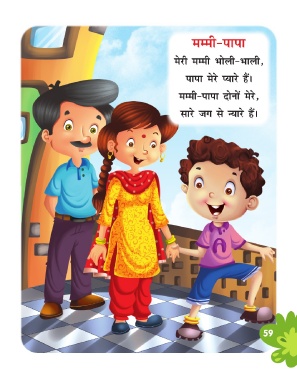 मम्मी-पापा
मेरी मम्मी भोली-भाली,
पापा मेरे प्यारे हैं।
मम्मी-पापा दोनों मेरे,
सारे जग से न्यारे हैं।
59